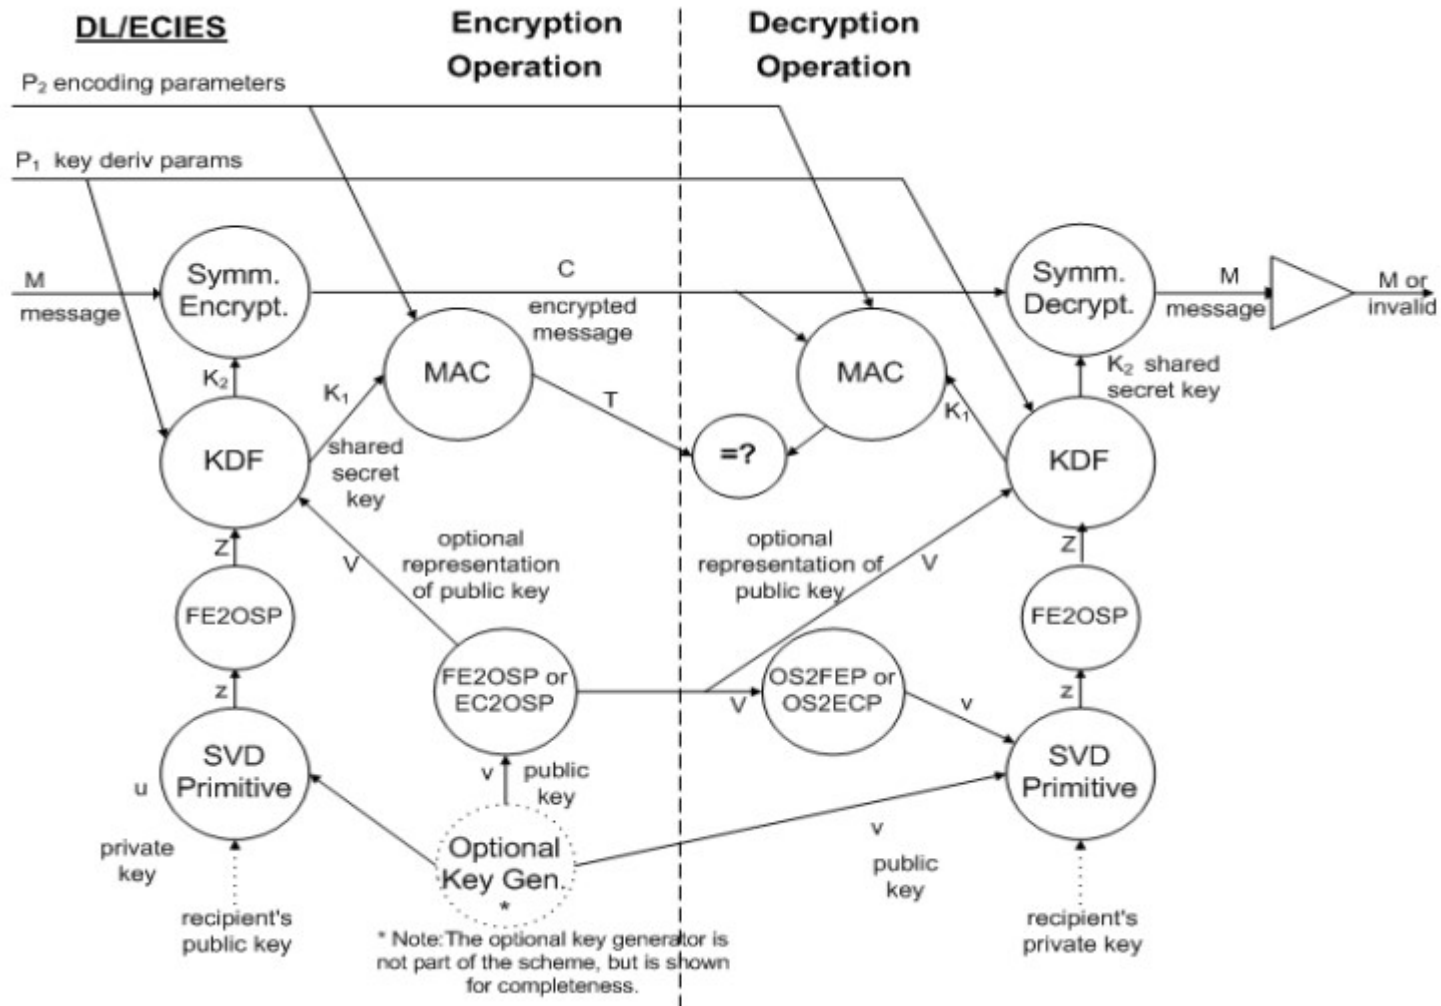 DL/ECIES
Encryption
Operation
Decryption
Operation
P₂ encoding parameters
P₁ key deriv params
M
message
Symm.
Encrypt.
C
encrypted
message
Symm.
Decrypt.
M
message
M or
invalid
MAC
MAC
K₂
K₁
shared
secret
key
T
=?
K₁
K₂ shared
secret key
KDF
KDF
Z
V
optional
representation
of public key
optional
representation of
public key
V
Z
FE2OSP
FE2OSP
z
FE2OSP or
EC2OSP
V
OS2FEP or
OS2ECP
v
z
SVD
Primitive
u
private
key
v
public
key
SVD
Primitive
v
public
key
Optional
Key Gen.
*
recipient's
public key
recipient's
private key
* Note:The optional key generator is
not part of the scheme, but is shown
for completeness.